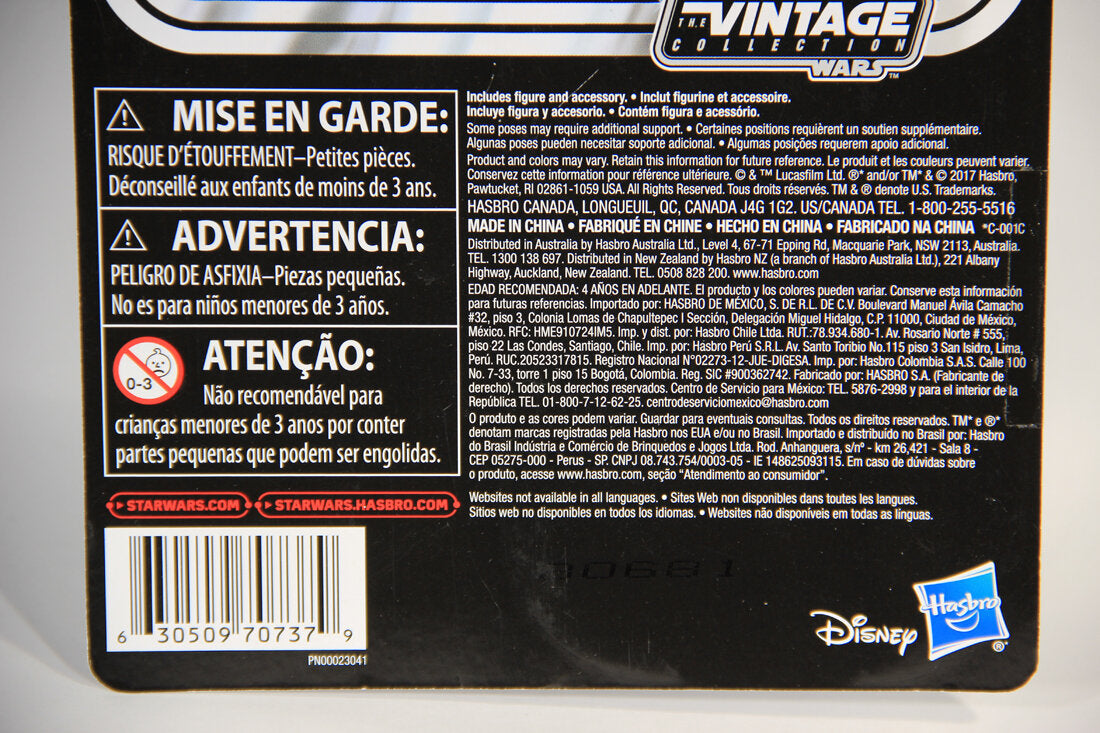 THE
VINTAGE
COLLECTION
WARS™
MISE EN GARDE:
RISQUE D'ÉTOUFFEMENT–Petites pièces.
Déconseillé aux enfants de moins de 3 ans.
ADVERTENCIA:
PELIGRO DE ASFIXIA–Piezas pequeñas.
No es para niños menores de 3 años.
0-3
ATENÇÃO:
Não recomendável para
crianças menores de 3 anos por conter
partes pequenas que podem ser engolidas.
Includes figure and accessory. • Inclut figurine et accessoire.
Incluye figura y accesorio. • Contém figura e acessório.
Some poses may require additional support. • Certaines positions requièrent un soutien supplémentaire.
Algunas poses pueden necesitar soporte adicional. • Algumas posições requerem apoio adicional.
Product and colors may vary. Retain this information for future reference. Le produit et les couleurs peuvent varier.
Conservez cette information pour référence ultérieure. © & ™ Lucasfilm Ltd. ®* and/or TM* & © 2017 Hasbro,
Pawtucket, RI 02861-1059 USA. All Rights Reserved. Tous droits réservés. TM & ® denote U.S. Trademarks.
HASBRO CANADA, LONGUEUIL, QC, CANADA J4G 1G2. US/CANADA TEL. 1-800-255-5516
MADE IN CHINA • FABRIQUÉ EN CHINE • HECHO EN CHINA • FABRICADO NA CHINA *C-001C
Distributed in Australia by Hasbro Australia Ltd., Level 4, 67-71 Epping Rd, Macquarie Park, NSW 2113, Australia.
TEL. 1300 138 697. Distributed in New Zealand by Hasbro NZ (a branch of Hasbro Australia Ltd.), 221 Albany
Highway, Auckland, New Zealand. TEL. 0508 828 200. www.hasbro.com
EDAD RECOMENDADA: 4 AÑOS EN ADELANTE. El producto y los colores pueden variar. Conserve esta información
para futuras referencias. Importado por: HASBRO DE MÉXICO, S. DE R.L. DE C.V. Boulevard Manuel Ávila Camacho
#32, piso 3, Colonia Lomas de Chapultepec I Sección, Delegación Miguel Hidalgo, C.P. 11000, Ciudad de México,
México. RFC: HME910724IM5. Imp. y dist. por: Hasbro Chile Ltda. RUT:78.934.680-1. Av. Rosario Norte # 555,
piso 22 Las Condes, Santiago, Chile. Imp. por: Hasbro Perú S.R.L. Av. Santo Toribio No.115 piso 3 San Isidro, Lima,
Perú. RUC.20523317815. Registro Nacional N°02273-12-JUE-DIGESA. Imp. por: Hasbro Colombia S.A.S. Calle 100
No. 7-33, torre 1 piso 15 Bogotá, Colombia. Reg. SIC #900362742. Fabricado por: HASBRO S.A. (Fabricante de
derecho). Todos los derechos reservados. Centro de Servicio para México: TEL. 5876-2998 y para el interior de la
República TEL. 01-800-7-12-62-25. centrodeserviciomexico@hasbro.com
O produto e as cores podem variar. Guardar para eventuais consultas. Todos os direitos reservados. TM* e ®*
denotam marcas registradas pela Hasbro nos EUA e/ou no Brasil. Importado e distribuído no Brasil por: Hasbro
do Brasil Indústria e Comércio de Brinquedos e Jogos Ltda. Rod. Anhanguera, s/nº - km 26,421 - Sala 8 -
CEP 05275-000 - Perus - SP. CNPJ 08.743.754/0003-05 - IE 148625093115. Em caso de dúvidas sobre
o produto, acesse www.hasbro.com, seção "Atendimento ao consumidor".
STARWARS.COM
STARWARS.HASBRO.COM
Websites not available in all languages. • Sites Web non disponibles dans toutes les langues.
Sitios web no disponibles en todos los idiomas. • Websites não disponíveis em todas as línguas.
6 30509 70737 9
PN00023041
Disney
Hasbro
®